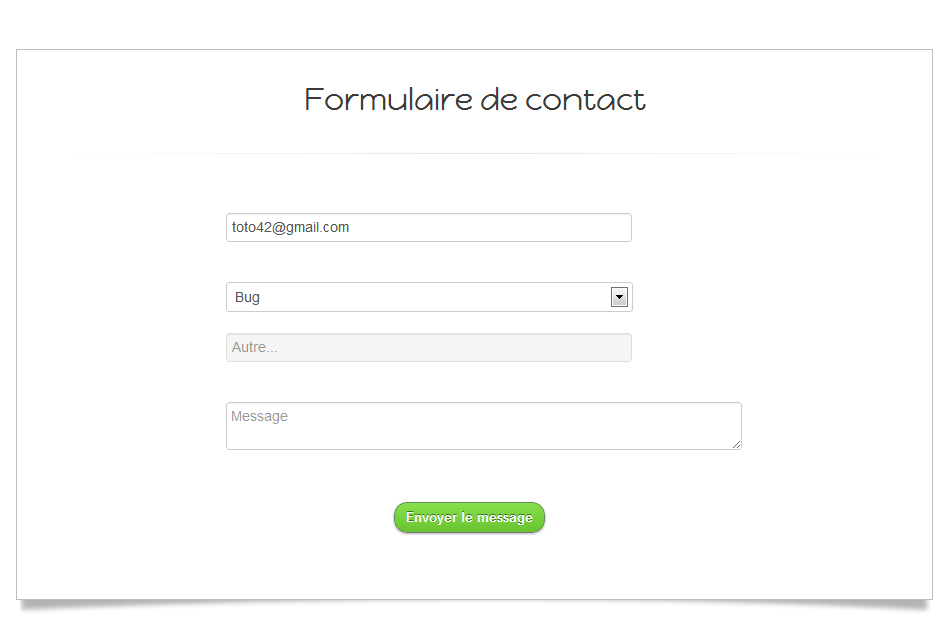 Formulaire de contact
toto42@gmail.com
Bug
Autre...
Message
Envoyer le message